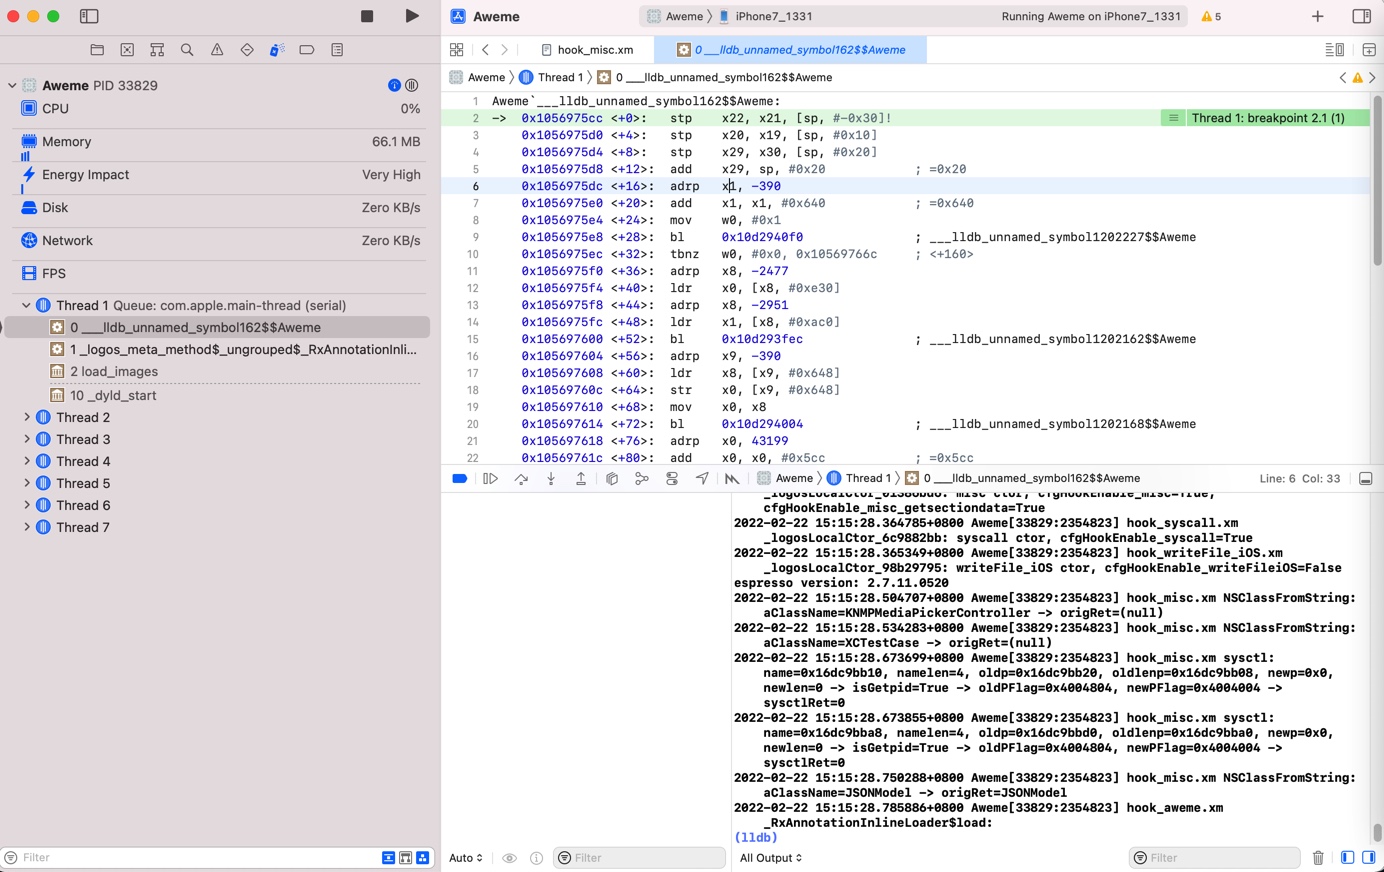 Aweme
Aweme 〉 iPhone7_1331
Running Aweme on iPhone7_1331
5
hook_misc.xm
0 ___lldb_unnamed_symbol162$$Aweme
Aweme 〉 Thread 1 〉 0 ___lldb_unnamed_symbol162$$Aweme
Aweme PID 33829
CPU 0%
Memory 66.1 MB
Energy Impact Very High
Disk Zero KB/s
Network Zero KB/s
FPS
Thread 1 Queue: com.apple.main-thread (serial)
0 ___lldb_unnamed_symbol162$$Aweme
1 _logos_meta_method$_ungrouped$_RxAnnotationInli...
2 load_images
10 _dyld_start
Thread 2
Thread 3
Thread 4
Thread 5
Thread 6
Thread 7
Filter
1 Aweme`___lldb_unnamed_symbol162$$Aweme:
2 -> 0x1056975cc <+0>: stp x22, x21, [sp, #-0x30]! Thread 1: breakpoint 2.1 (1)
3 0x1056975d0 <+4>: stp x20, x19, [sp, #0x10]
4 0x1056975d4 <+8>: stp x29, x30, [sp, #0x20]
5 0x1056975d8 <+12>: add x29, sp, #0x20 ; =0x20
6 0x1056975dc <+16>: adrp x1, -390
7 0x1056975e0 <+20>: add x1, x1, #0x640 ; =0x640
8 0x1056975e4 <+24>: mov w0, #0x1
9 0x1056975e8 <+28>: bl 0x10d2940f0 ; ___lldb_unnamed_symbol1202227$$Aweme
10 0x1056975ec <+32>: tbnz w0, #0x0, 0x10569766c ; <+160>
11 0x1056975f0 <+36>: adrp x8, -2477
12 0x1056975f4 <+40>: ldr x0, [x8, #0xe30]
13 0x1056975f8 <+44>: adrp x8, -2951
14 0x1056975fc <+48>: ldr x1, [x8, #0xac0]
15 0x105697600 <+52>: bl 0x10d293fec ; ___lldb_unnamed_symbol1202162$$Aweme
16 0x105697604 <+56>: adrp x9, -390
17 0x105697608 <+60>: ldr x8, [x9, #0x648]
18 0x10569760c <+64>: str x0, [x9, #0x648]
19 0x105697610 <+68>: mov x0, x8
20 0x105697614 <+72>: bl 0x10d294004 ; ___lldb_unnamed_symbol1202168$$Aweme
21 0x105697618 <+76>: adrp x0, 43199
22 0x10569761c <+80>: add x0, x0, #0x5cc ; =0x5cc
Aweme 〉 Thread 1 〉 0 ___lldb_unnamed_symbol162$$Aweme
Line: 6 Col: 33
cfgHookEnable_misc_getsectiondata=True
2022-02-22 15:15:28.364785+0800 Aweme[33829:2354823] hook_syscall.xm
_logosLocalCtor_6c9882bb: syscall ctor, cfgHookEnable_syscall=True
2022-02-22 15:15:28.365349+0800 Aweme[33829:2354823] hook_writeFile_iOS.xm
_logosLocalCtor_98b29795: writeFile_iOS ctor, cfgHookEnable_writeFileiOS=False
espresso version: 2.7.11.0520
2022-02-22 15:15:28.504707+0800 Aweme[33829:2354823] hook_misc.xm NSClassFromString:
aClassName=KNMPMediaPickerController -> origRet=(null)
2022-02-22 15:15:28.534283+0800 Aweme[33829:2354823] hook_misc.xm NSClassFromString:
aClassName=XCTestCase -> origRet=(null)
2022-02-22 15:15:28.673699+0800 Aweme[33829:2354823] hook_misc.xm sysctl:
name=0x16dc9bb10, namelen=4, oldp=0x16dc9bb20, oldlenp=0x16dc9bb08, newp=0x0,
newlen=0 -> isGetpid=True -> oldPFlag=0x4004804, newPFlag=0x4004004 ->
sysctlRet=0
2022-02-22 15:15:28.673855+0800 Aweme[33829:2354823] hook_misc.xm sysctl:
name=0x16dc9bba8, namelen=4, oldp=0x16dc9bbd0, oldlenp=0x16dc9bba0, newp=0x0,
newlen=0 -> isGetpid=True -> oldPFlag=0x4004804, newPFlag=0x4004004 ->
sysctlRet=0
2022-02-22 15:15:28.750288+0800 Aweme[33829:2354823] hook_misc.xm NSClassFromString:
aClassName=JSONModel -> origRet=JSONModel
2022-02-22 15:15:28.785886+0800 Aweme[33829:2354823] hook_aweme.xm
_RxAnnotationInlineLoader$load:
(lldb)
Auto
Filter
All Output
Filter